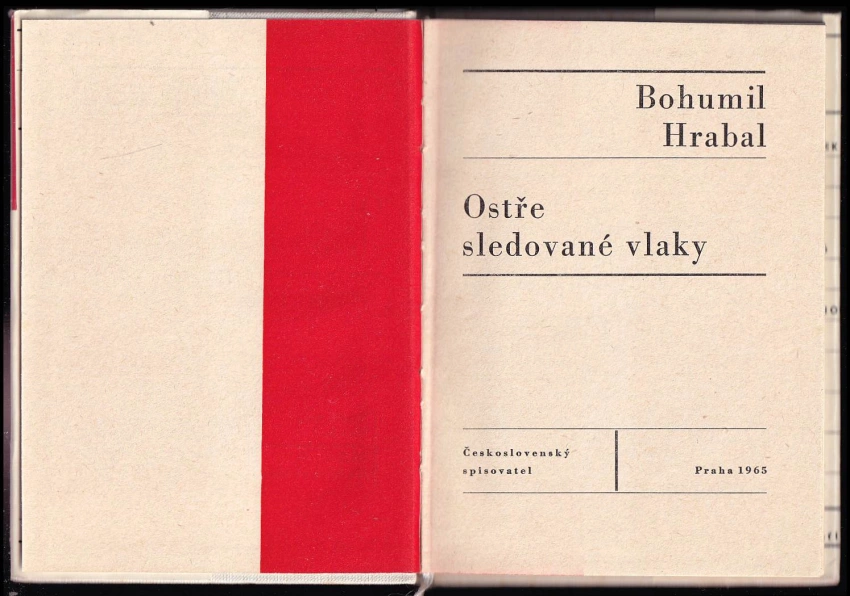 Bohumil
Hrabal
Ostře
sledované vlaky
Československý
spisovatel
Praha 1965